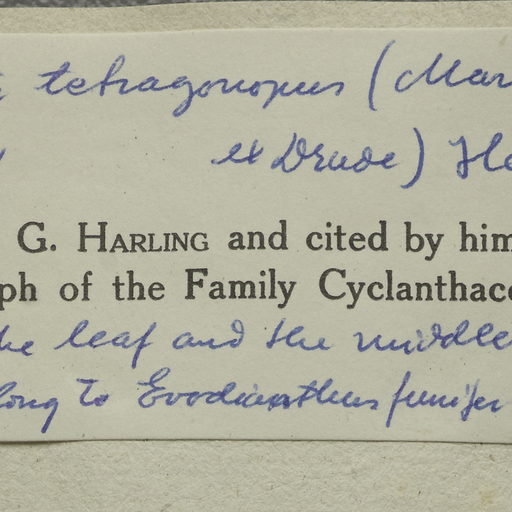 tetragonopus (Mar
ex Drude) Ha
G. HARLING and cited by him
ph of the Family Cyclanthac
he leaf and the middle
long to Evodianthus funifer